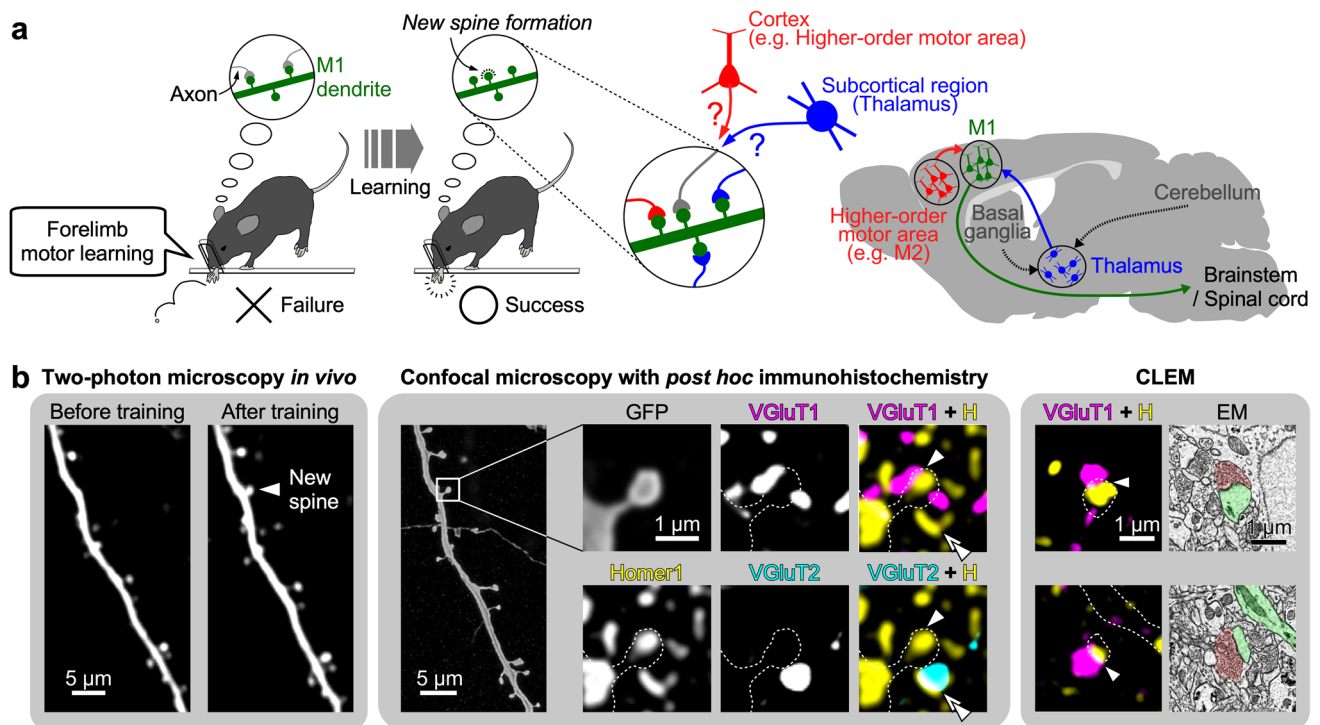 a
New spine formation
Axon
M1
dendrite
Learning
Forelimb
motor learning
Failure
Success
Cortex
(e.g. Higher-order motor area)
Subcortical region
(Thalamus)
?
?
M1
Higher-order
motor area
(e.g. M2)
Basal
ganglia
Cerebellum
Thalamus
Brainstem
/ Spinal cord
b
Two-photon microscopy in vivo
Before training
After training
New
spine
5 µm
5 µm
Confocal microscopy with post hoc immunohistochemistry
GFP
VGluT1
VGluT1 + H
1 µm
Homer1
VGluT2
VGluT2 + H
5 µm
CLEM
VGluT1 + H
EM
1 µm
1 µm